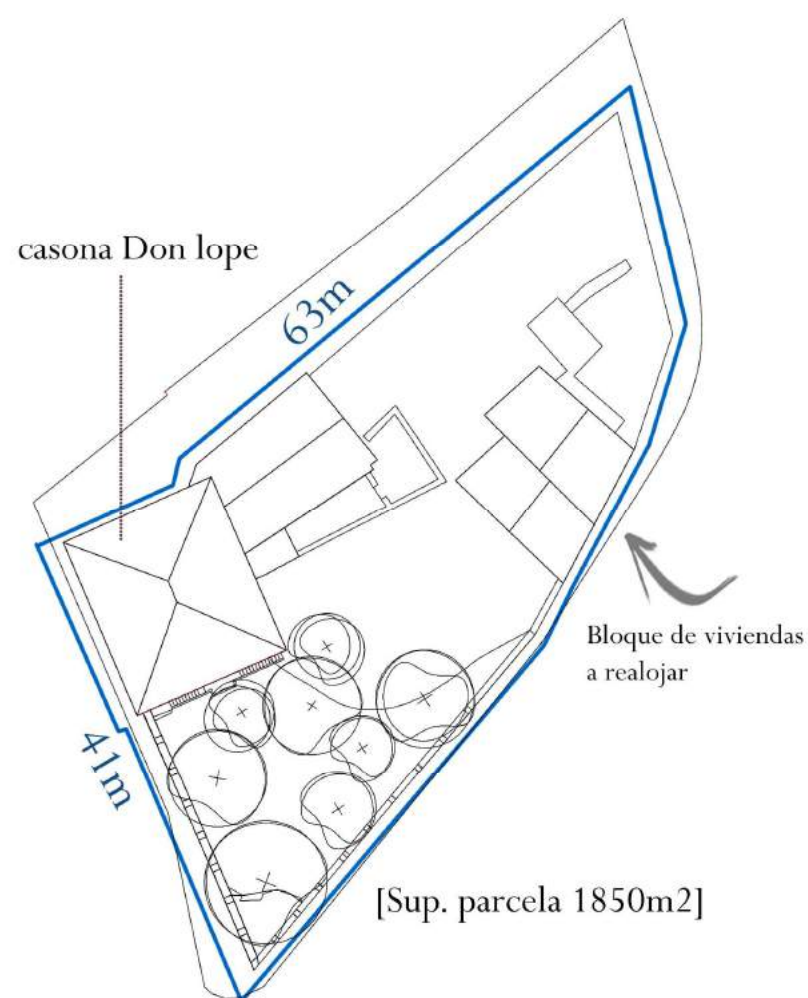 casona Don lope
63m
Bloque de viviendas
a realojar
41m
[Sup. parcela 1850m2]